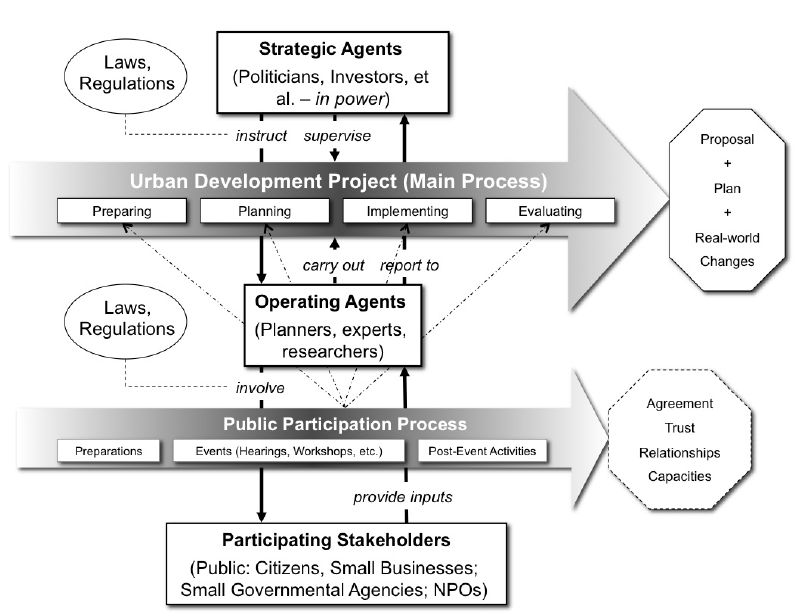 Laws,
Regulations
Strategic Agents
(Politicians, Investors, et
al. – in power)
instruct
supervise
Urban Development Project (Main Process)
Preparing
Planning
Implementing
Evaluating
Proposal
+
Plan
+
Real-world
Changes
carry out
report to
Laws,
Regulations
Operating Agents
(Planners, experts,
researchers)
involve
Public Participation Process
Preparations
Events (Hearings, Workshops, etc.)
Post-Event Activities
Agreement
Trust
Relationships
Capacities
provide inputs
Participating Stakeholders
(Public: Citizens, Small Businesses;
Small Governmental Agencies; NPOs)